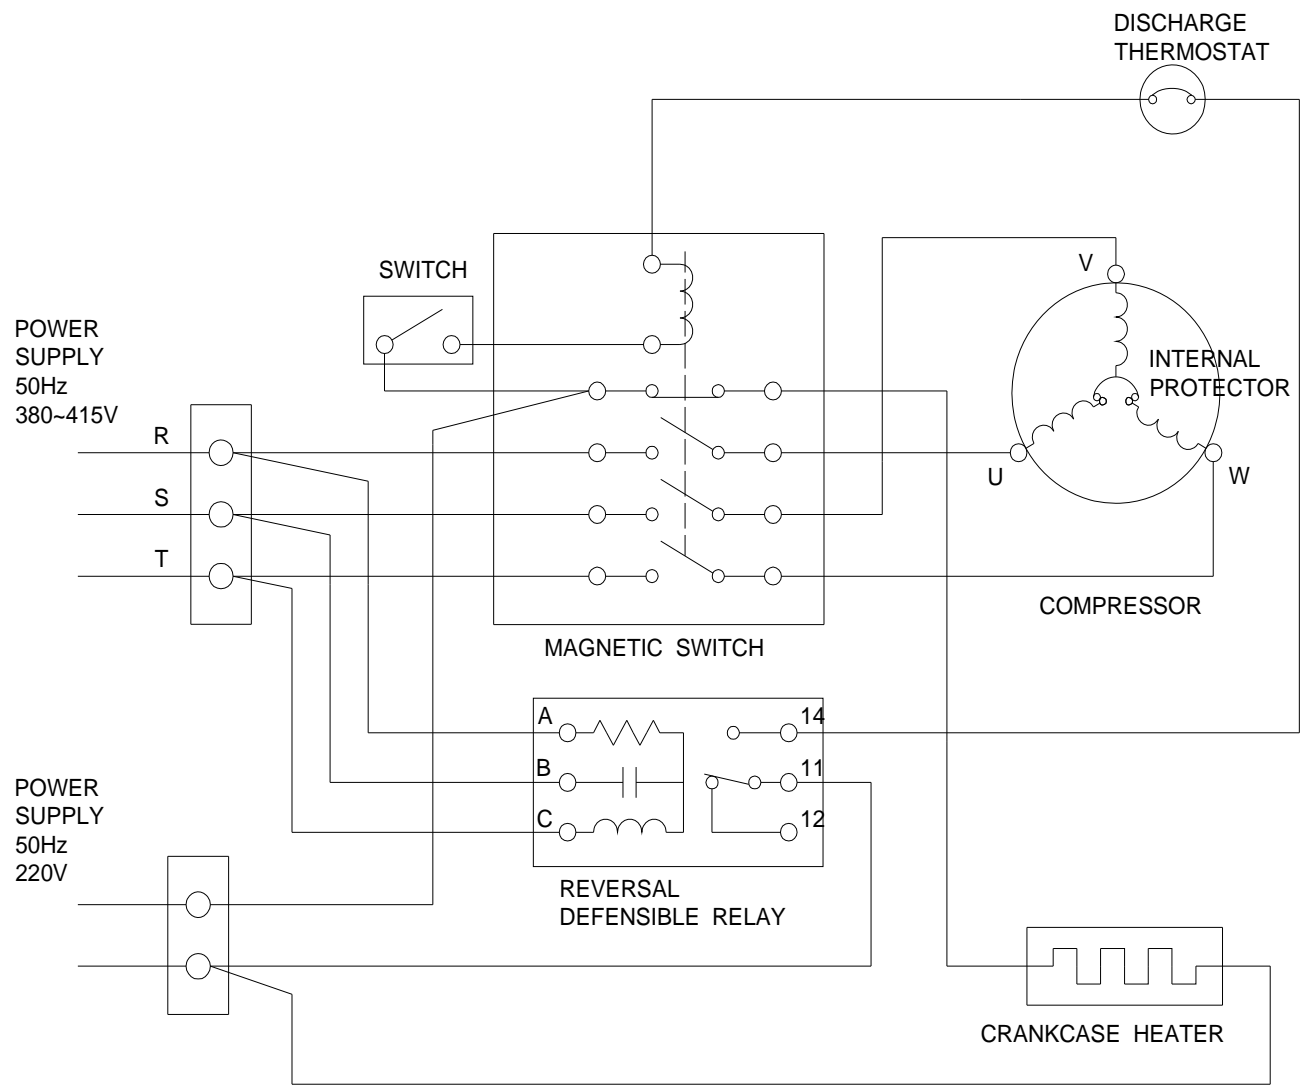 DISCHARGE
THERMOSTAT
SWITCH
V
POWER
SUPPLY
50Hz
380~415V
INTERNAL
PROTECTOR
R
U
W
S
T
COMPRESSOR
MAGNETIC SWITCH
A
14
B
11
C
12
POWER
SUPPLY
50Hz
220V
REVERSAL
DEFENSIBLE RELAY
CRANKCASE HEATER